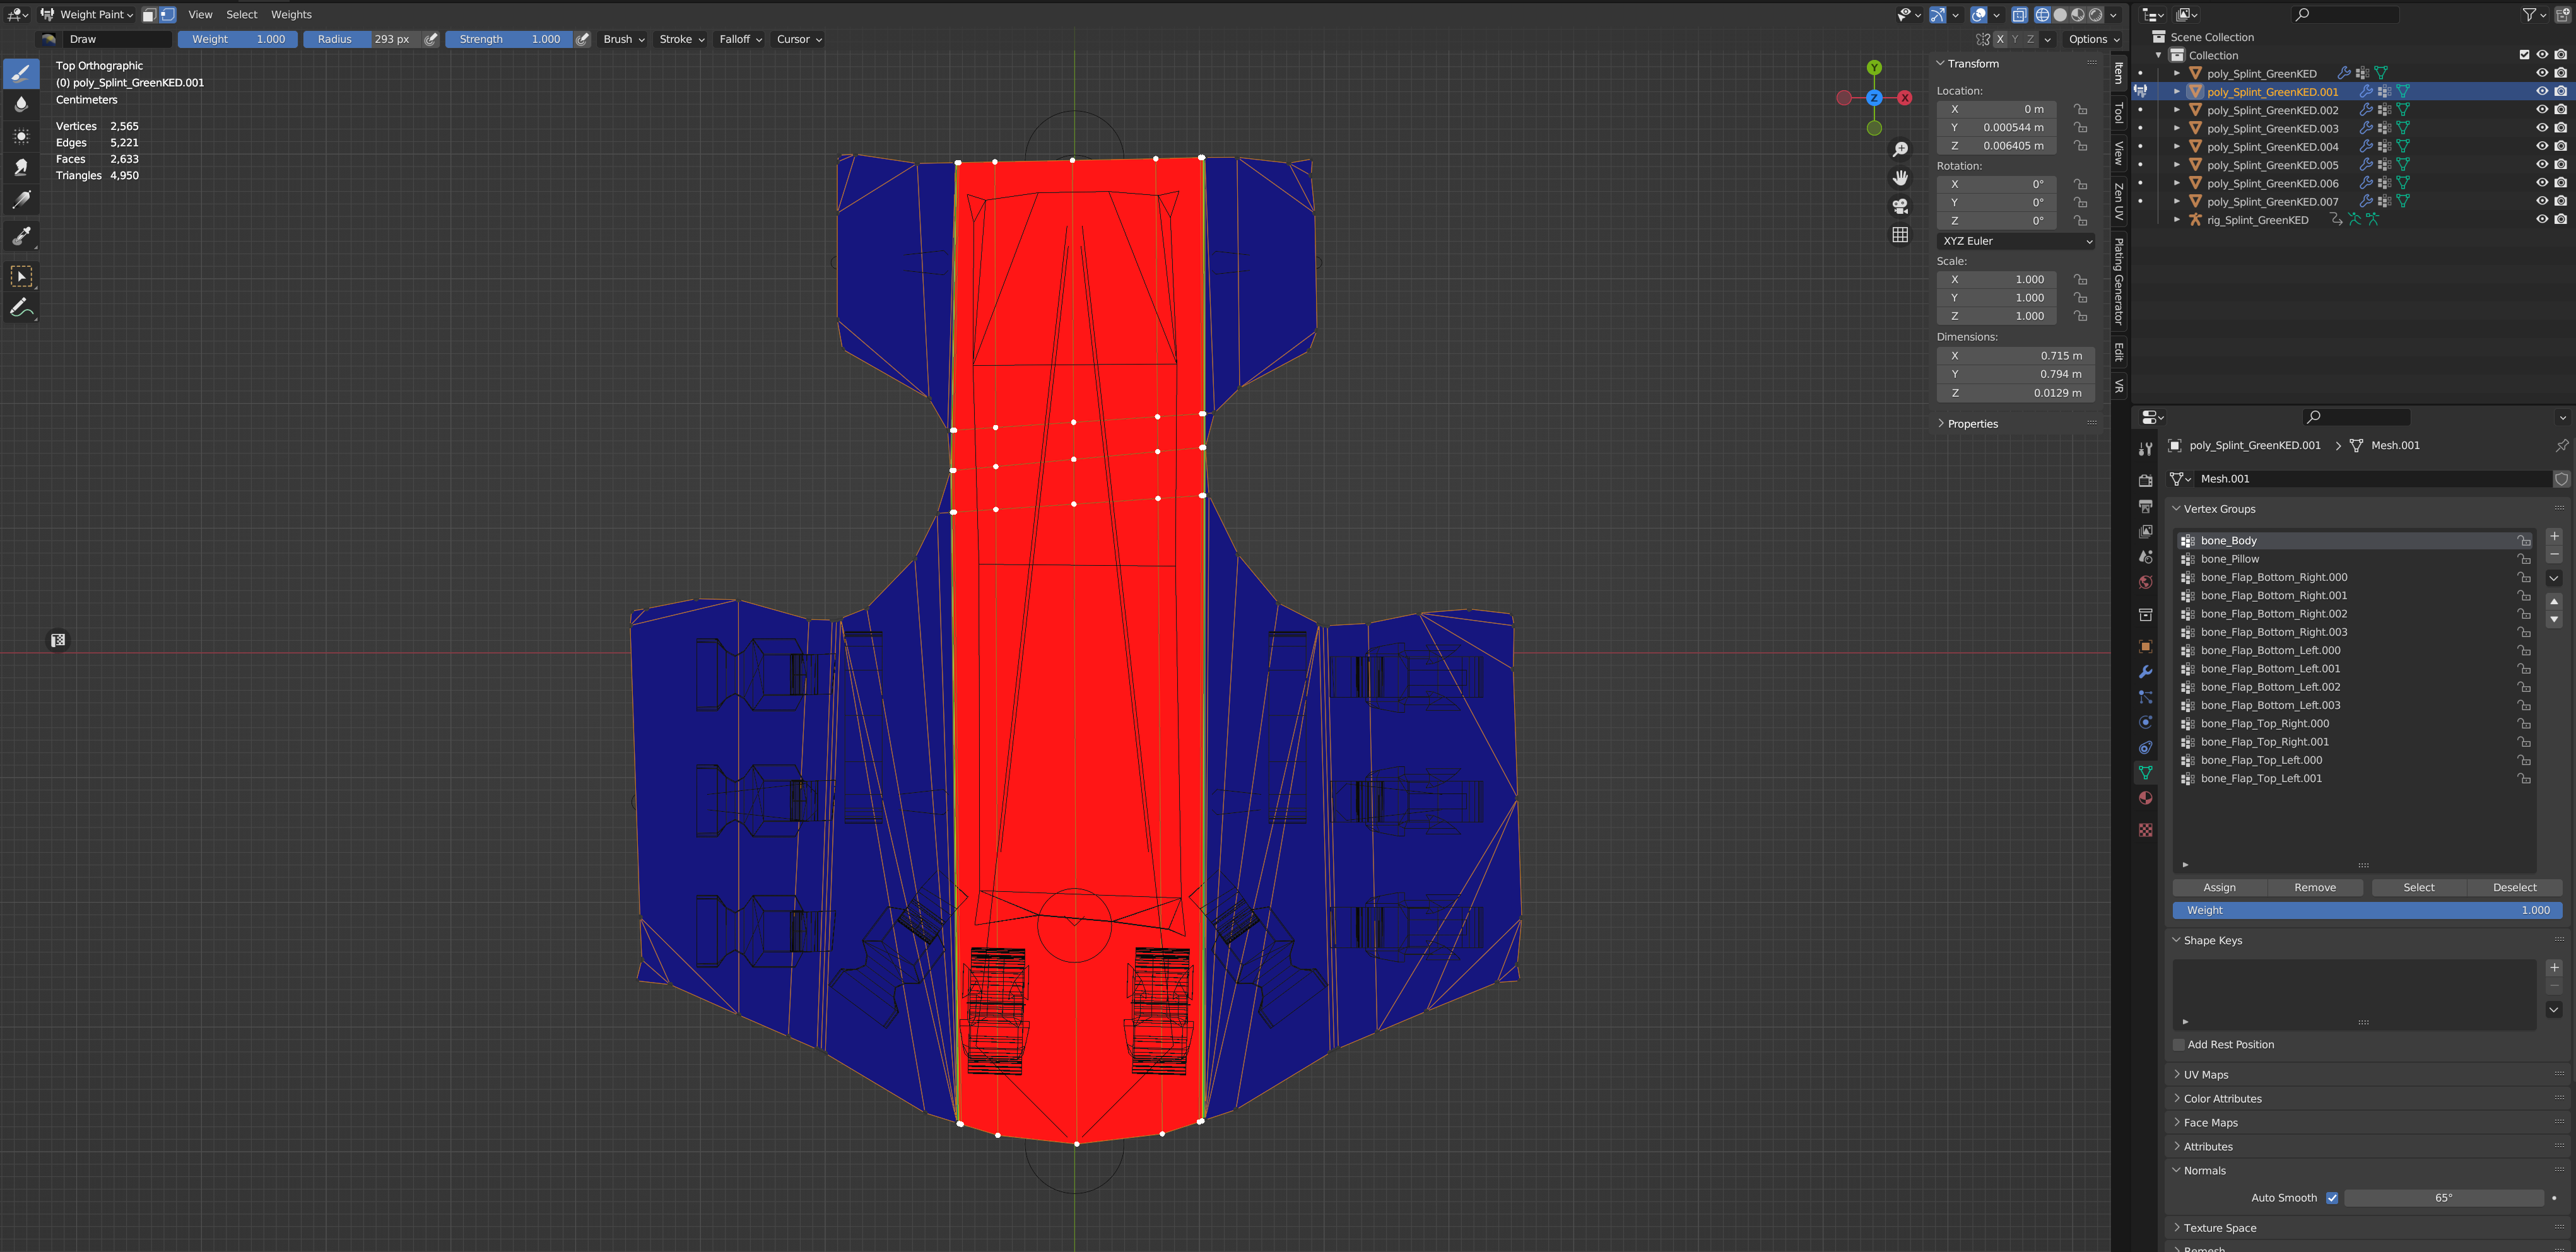 Weight Paint View Select Weights
Draw Weight 1.000 Radius 293 px Strength 1.000 Brush Stroke Falloff Cursor X Y Z Options
Top Orthographic
(0) poly_Splint_GreenKED.001
Centimeters
Vertices 2,565
Edges 5,221
Faces 2,633
Triangles 4,950
Y
Z
X
Transform
Location:
X 0 m
Y 0.000544 m
Z 0.006405 m
Rotation:
X 0°
Y 0°
Z 0°
XYZ Euler
Scale:
X 1.000
Y 1.000
Z 1.000
Dimensions:
X 0.715 m
Y 0.794 m
Z 0.0129 m
Properties
Item
Tool
View
Zen UV
Plating Generator
Edit
VR
Scene Collection
Collection
poly_Splint_GreenKED
poly_Splint_GreenKED.001
poly_Splint_GreenKED.002
poly_Splint_GreenKED.003
poly_Splint_GreenKED.004
poly_Splint_GreenKED.005
poly_Splint_GreenKED.006
poly_Splint_GreenKED.007
rig_Splint_GreenKED
poly_Splint_GreenKED.001 Mesh.001
Mesh.001
Vertex Groups
bone_Body
bone_Pillow
bone_Flap_Bottom_Right.000
bone_Flap_Bottom_Right.001
bone_Flap_Bottom_Right.002
bone_Flap_Bottom_Right.003
bone_Flap_Bottom_Left.000
bone_Flap_Bottom_Left.001
bone_Flap_Bottom_Left.002
bone_Flap_Bottom_Left.003
bone_Flap_Top_Right.000
bone_Flap_Top_Right.001
bone_Flap_Top_Left.000
bone_Flap_Top_Left.001
Assign Remove Select Deselect
Weight 1.000
Shape Keys
Add Rest Position
UV Maps
Color Attributes
Face Maps
Attributes
Normals
Auto Smooth 65°
Texture Space
Remesh